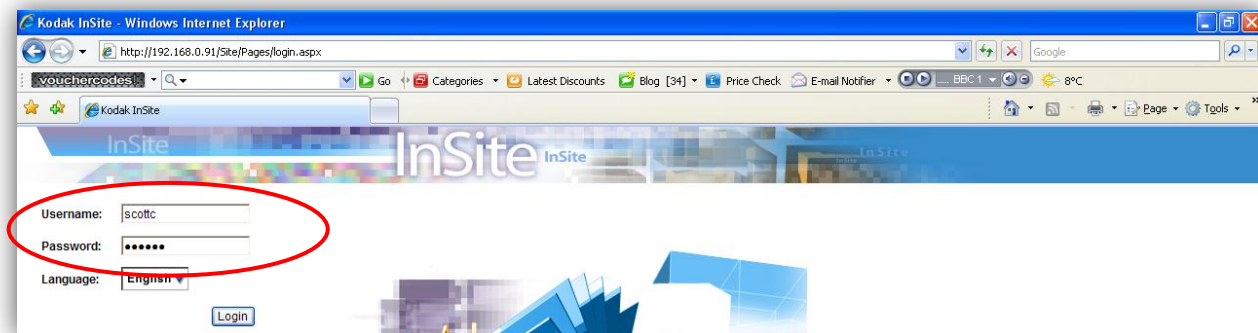 Kodak InSite - Windows Internet Explorer
http://192.168.0.91/Site/Pages/login.aspx
Google
vouchercodes Go Categories Latest Discounts Blog [34] Price Check E-mail Notifier BBC 1 8°C
Kodak InSite
Page Tools »
InSite InSite InSite InSite
InSite
Username: scottc
Password: ••••••
Language: English
Login